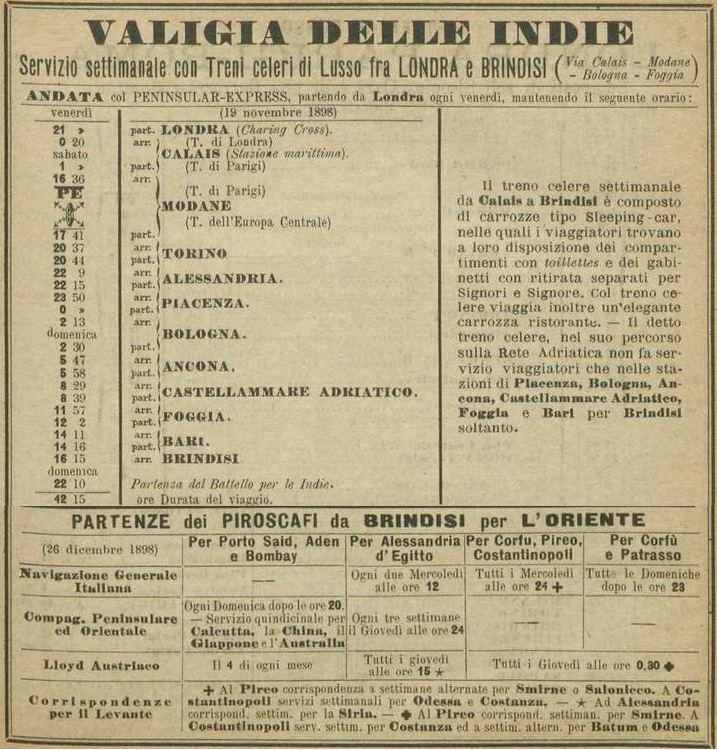 VALIGIA DELLE INDIE
Servizio settimanale con Treni celeri di Lusso fra LONDRA e BRINDISI (Via Calais - Modane - Bologna - Foggia)
ANDATA col PENINSULAR-EXPRESS, partendo da Londra ogni venerdì, mantenendo il seguente orario:
venerdì (19 novembre 1898)
21 » part. LONDRA (Charing Cross).
0 20 arr. (T. di Londra)
sabato CALAIS (Stazione marittima).
1 » part. (T. di Parigi)
16 36 arr.
PE (T. di Parigi)
MODANE
(T. dell'Europa Centrale)
17 41 part.
20 37 arr. TORINO
20 44 part.
22 9 arr. ALESSANDRIA.
22 15 part.
23 50 arr. PIACENZA.
0 » part.
2 13 arr.
domenica BOLOGNA.
2 30 part.
5 47 arr. ANCONA.
5 58 part.
8 29 arr. CASTELLAMMARE ADRIATICO.
8 39 part.
11 57 arr. FOGGIA.
12 2 part.
14 11 arr. BARI.
14 16 part.
16 15 arr. BRINDISI
domenica
22 10 Partenza del Battello per le Indie.
42 15 ore Durata del viaggio.
Il treno celere settimanale
da Calais a Brindisi è composto
di carrozze tipo Sleeping-car,
nelle quali i viaggiatori trovano
a loro disposizione dei compar-
timenti con toillettes e dei gabi-
netti con ritirata separati per
Signori e Signore. Col treno ce-
lere viaggia inoltre un'elegante
carrozza ristorante. — Il detto
treno celere, nel suo percorso
sulla Rete Adriatica non fa ser-
vizio viaggiatori che nelle sta-
zioni di Piacenza, Bologna, An-
cona, Castellammare Adriatico,
Foggia e Bari per Brindisi
soltanto.
PARTENZE dei PIROSCAFI da BRINDISI per L'ORIENTE
(26 dicembre 1898)
Per Porto Said, Aden
e Bombay
Per Alessandria
d'Egitto
Per Corfu, Pireo,
Costantinopoli
Per Corfù
e Patrasso
Navigazione Generale
Italiana
—
Ogni due Mercoledì
alle ore 12
Tutti i Mercoledì
alle ore 24 ✚
Tutte le Domeniche
dopo le ore 23
Compag. Peninsulare
ed Orientale
Ogni Domenica dopo le ore 20.
— Servizio quindicinale per
Calcutta, la China, il
Giappone e l'Australia
Ogni tre settimane
il Giovedì alle ore 24
—
—
Lloyd Austriaco
Il 4 di ogni mese
Tutti i giovedì
alle ore 15 ★
Tutti i Giovedì alle ore 0,30 ✤
Corrispondenze
per il Levante
✚ Al Pireo corrispondenza a settimane alternate per Smirne o Salonicco. A Co-
stantinopoli servizi settimanali per Odessa e Costanza. — ★ Ad Alessandria
corrispond. settim. per la Siria. — ✤ Al Pireo corrispond. settiman. per Smirne. A
Costantinopoli serv. settim. per Costanza ed a settim. altern. per Batum e Odessa